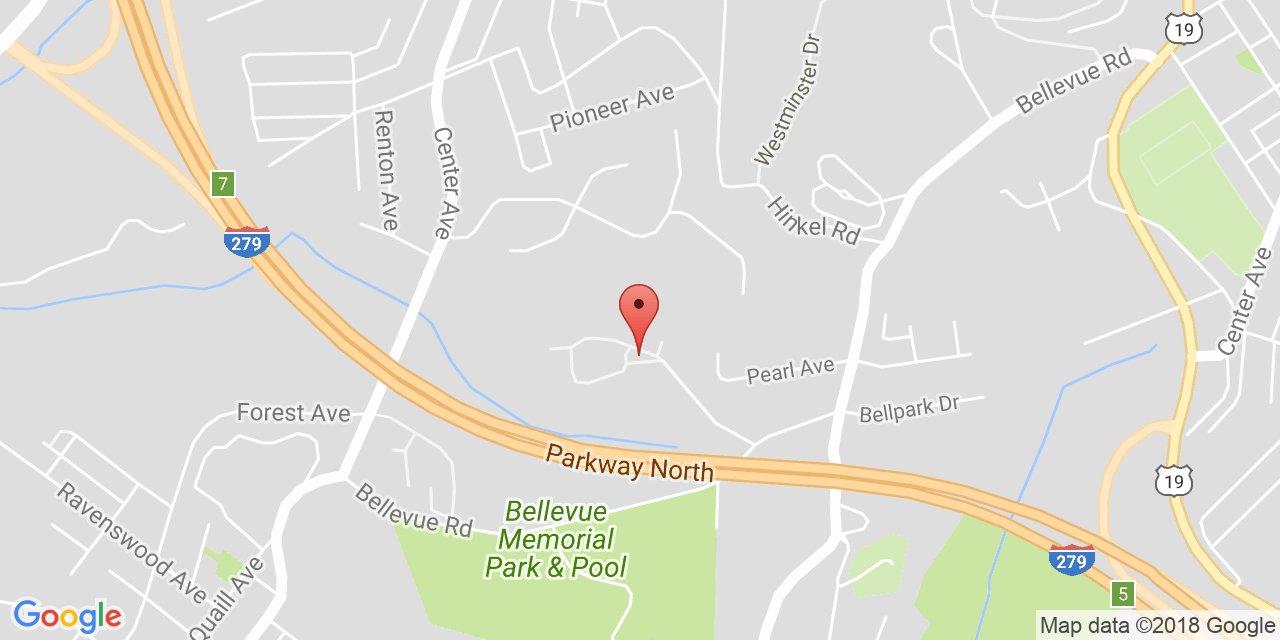 19
Bellevue Rd
Westminster Dr
Pioneer Ave
Renton Ave
Center Ave
7
279
Hinkel Rd
Center Ave
Pearl Ave
Bellpark Dr
Forest Ave
Parkway North
19
Ravenswood Ave
Bellevue Rd
Bellevue
Memorial
Park & Pool
279
Quaill Ave
5
Google
Map data ©2018 Google